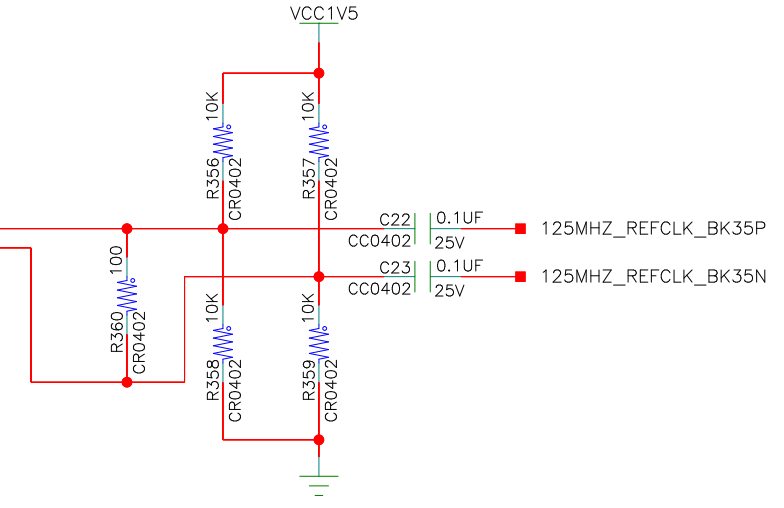 VCC1V5
10K
R356
CR0402
10K
R357
CR0402
C22
0.1UF
CC0402
25V
125MHZ_REFCLK_BK35P
C23
0.1UF
CC0402
25V
125MHZ_REFCLK_BK35N
100
R360
CR0402
10K
R358
CR0402
10K
R359
CR0402